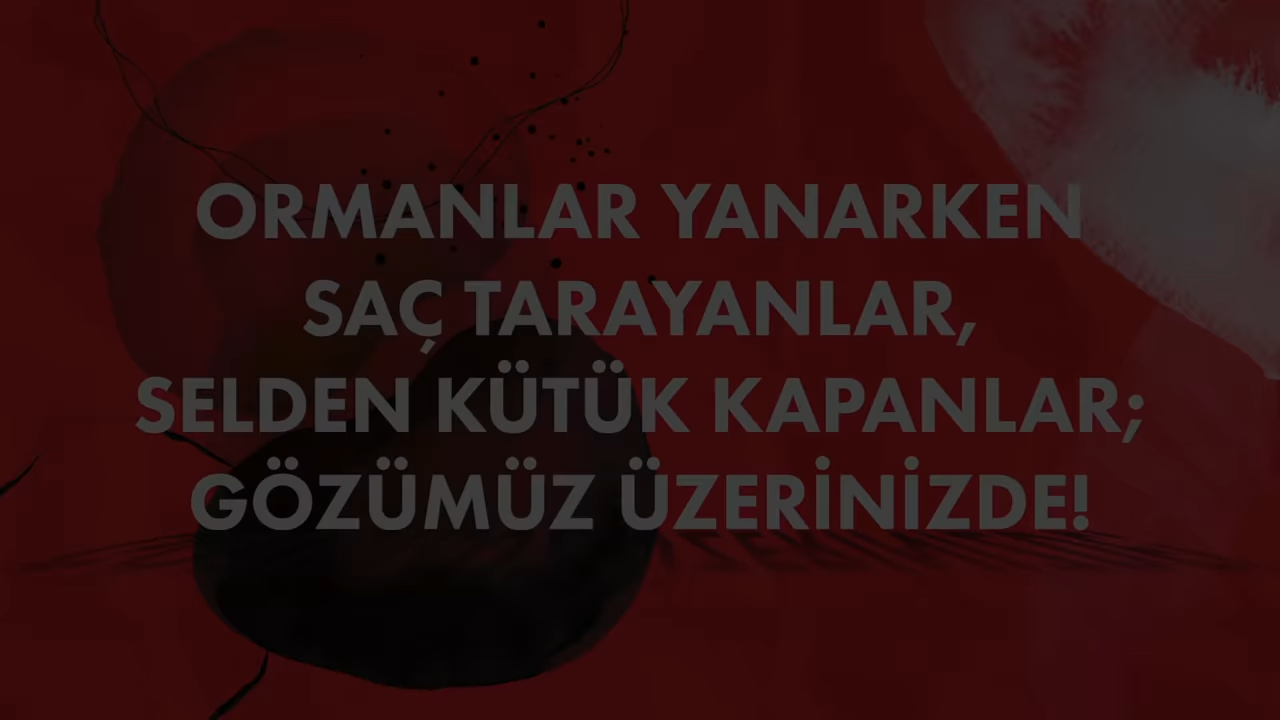 ORMANLAR YANARKEN
SAÇ TARAYANLAR,
SELDEN KÜTÜK KAPANLAR;
GÖZÜMÜZ ÜZERİNİZDE!